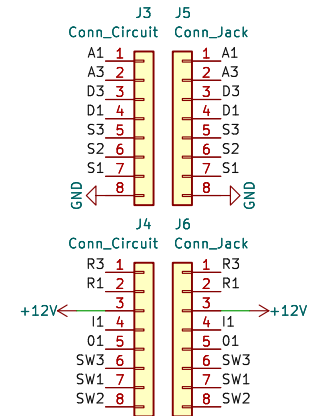 J3 J5
Conn_Circuit Conn_Jack
A1 1 1 A1
A3 2 2 A3
D3 3 3 D3
D1 4 4 D1
S3 5 5 S3
S2 6 6 S2
S1 7 7 S1
GND 8 8 GND
J4 J6
Conn_Circuit Conn_Jack
R3 1 1 R3
R1 2 2 R1
+12V 3 3 +12V
I1 4 4 I1
O1 5 5 O1
SW3 6 6 SW3
SW1 7 7 SW1
SW2 8 8 SW2